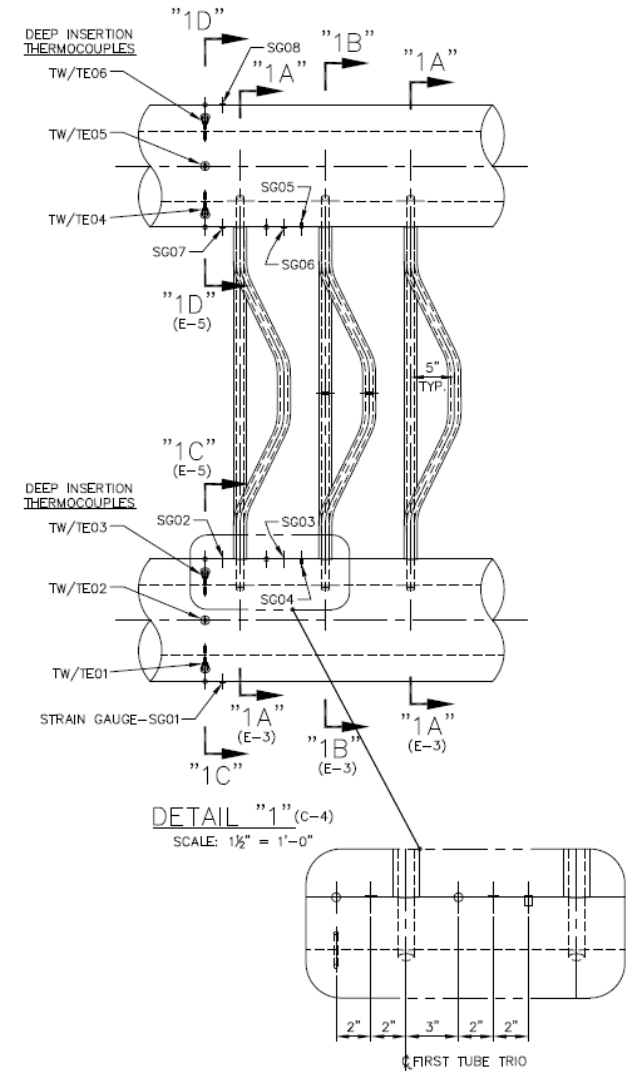 "1D"
DEEP INSERTION
THERMOCOUPLES
SG08
"1B"
"1A"
"1A"
TW/TE06
TW/TE05
SG05
TW/TE04
SG07
SG06
"1D"
(E-5)
5"
TYP.
"1C"
(E-5)
DEEP INSERTION
THERMOCOUPLES
SG02
SG03
TW/TE03
SG04
TW/TE02
TW/TE01
STRAIN GAUGE-SG01
"1A"
(E-3)
"1B"
(E-3)
"1A"
(E-3)
"1C"
DETAIL "1" (C-4)
SCALE: 1½" = 1'-0"
2" 2" 3" 2" 2"
℄ FIRST TUBE TRIO